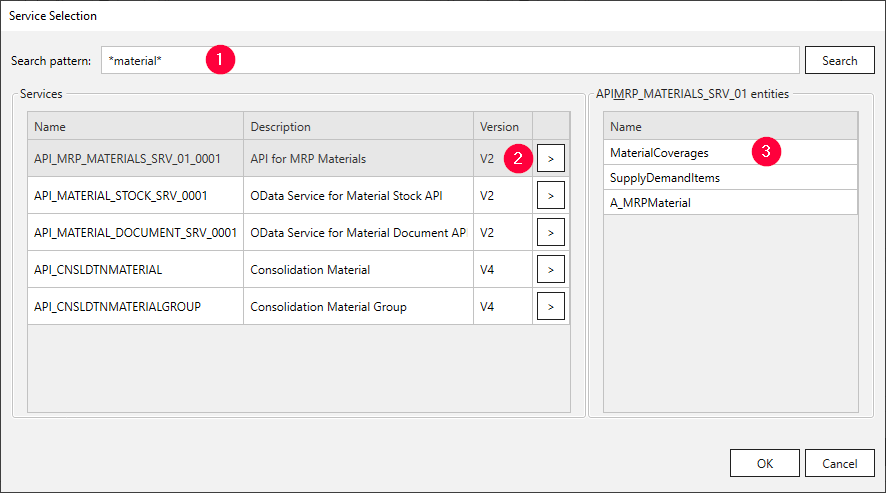 Service Selection
Search pattern: *material* 1 Search
Services
Name Description Version
API_MRP_MATERIALS_SRV_01_0001 API for MRP Materials V2 2 >
API_MATERIAL_STOCK_SRV_0001 OData Service for Material Stock API V2 >
API_MATERIAL_DOCUMENT_SRV_0001 OData Service for Material Document API V2 >
API_CNSLDTNMATERIAL Consolidation Material V4 >
API_CNSLDTNMATERIALGROUP Consolidation Material Group V4 >
APIMRP_MATERIALS_SRV_01 entities
Name
MaterialCoverages 3
SupplyDemandItems
A_MRPMaterial
OK Cancel